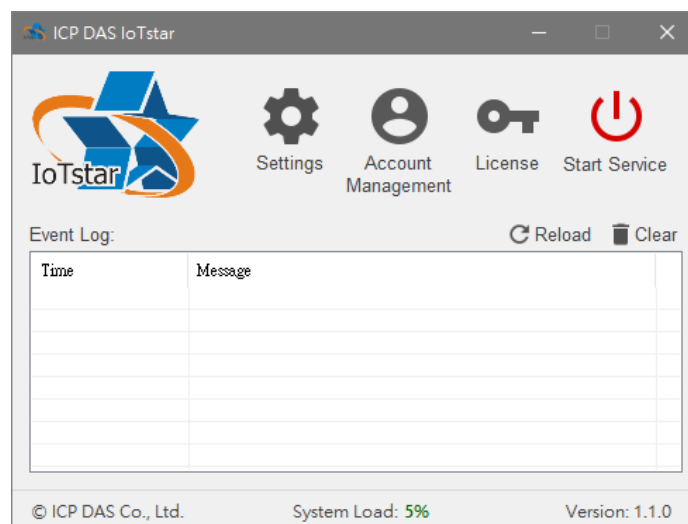 ICP DAS IoTstar
IoTstar
Settings
Account
Management
License
Start Service
Event Log:
Reload
Clear
Time
Message
© ICP DAS Co., Ltd.
System Load: 5%
Version: 1.1.0